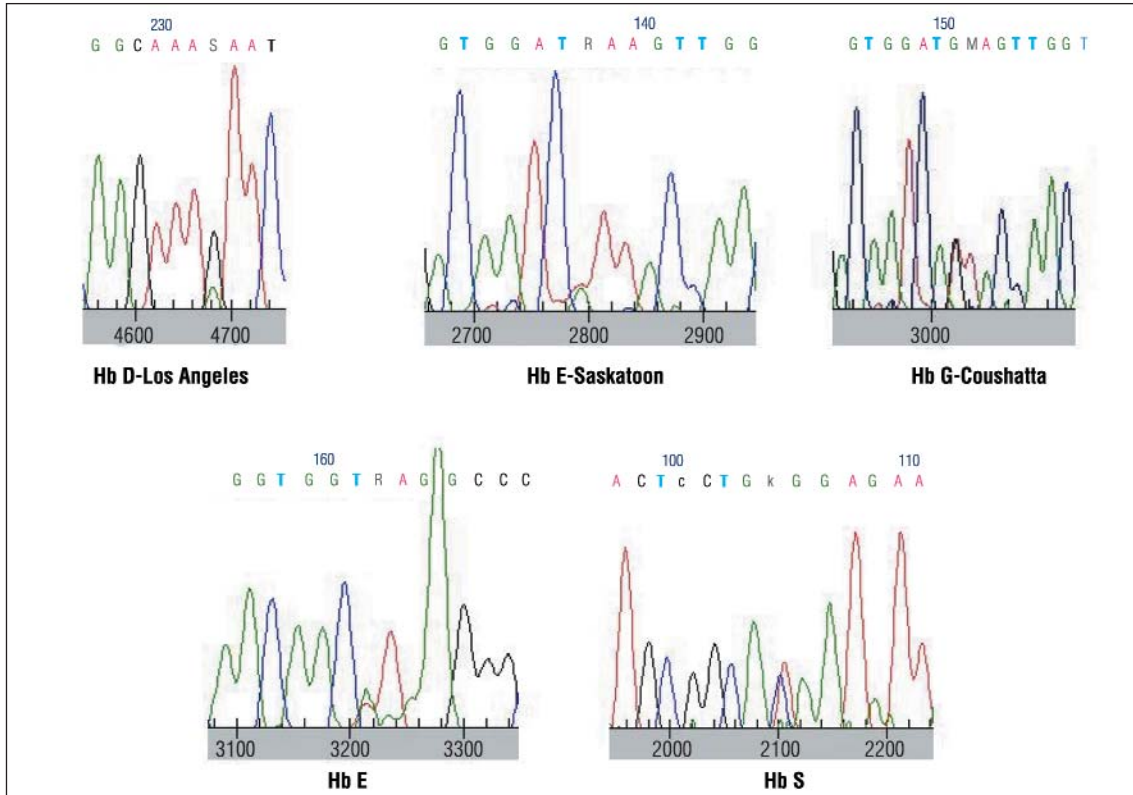 230
G G C A A A S A A T
4600 4700
Hb D-Los Angeles
140
G T G G A T R A A G T T G G
2700 2800 2900
Hb E-Saskatoon
150
G T G G A T G M A G T T G G T
3000
Hb G-Coushatta
160
G G T G G T R A G G C C C
3100 3200 3300
Hb E
100 110
A C T c C T G k G G A G A A
2000 2100 2200
Hb S